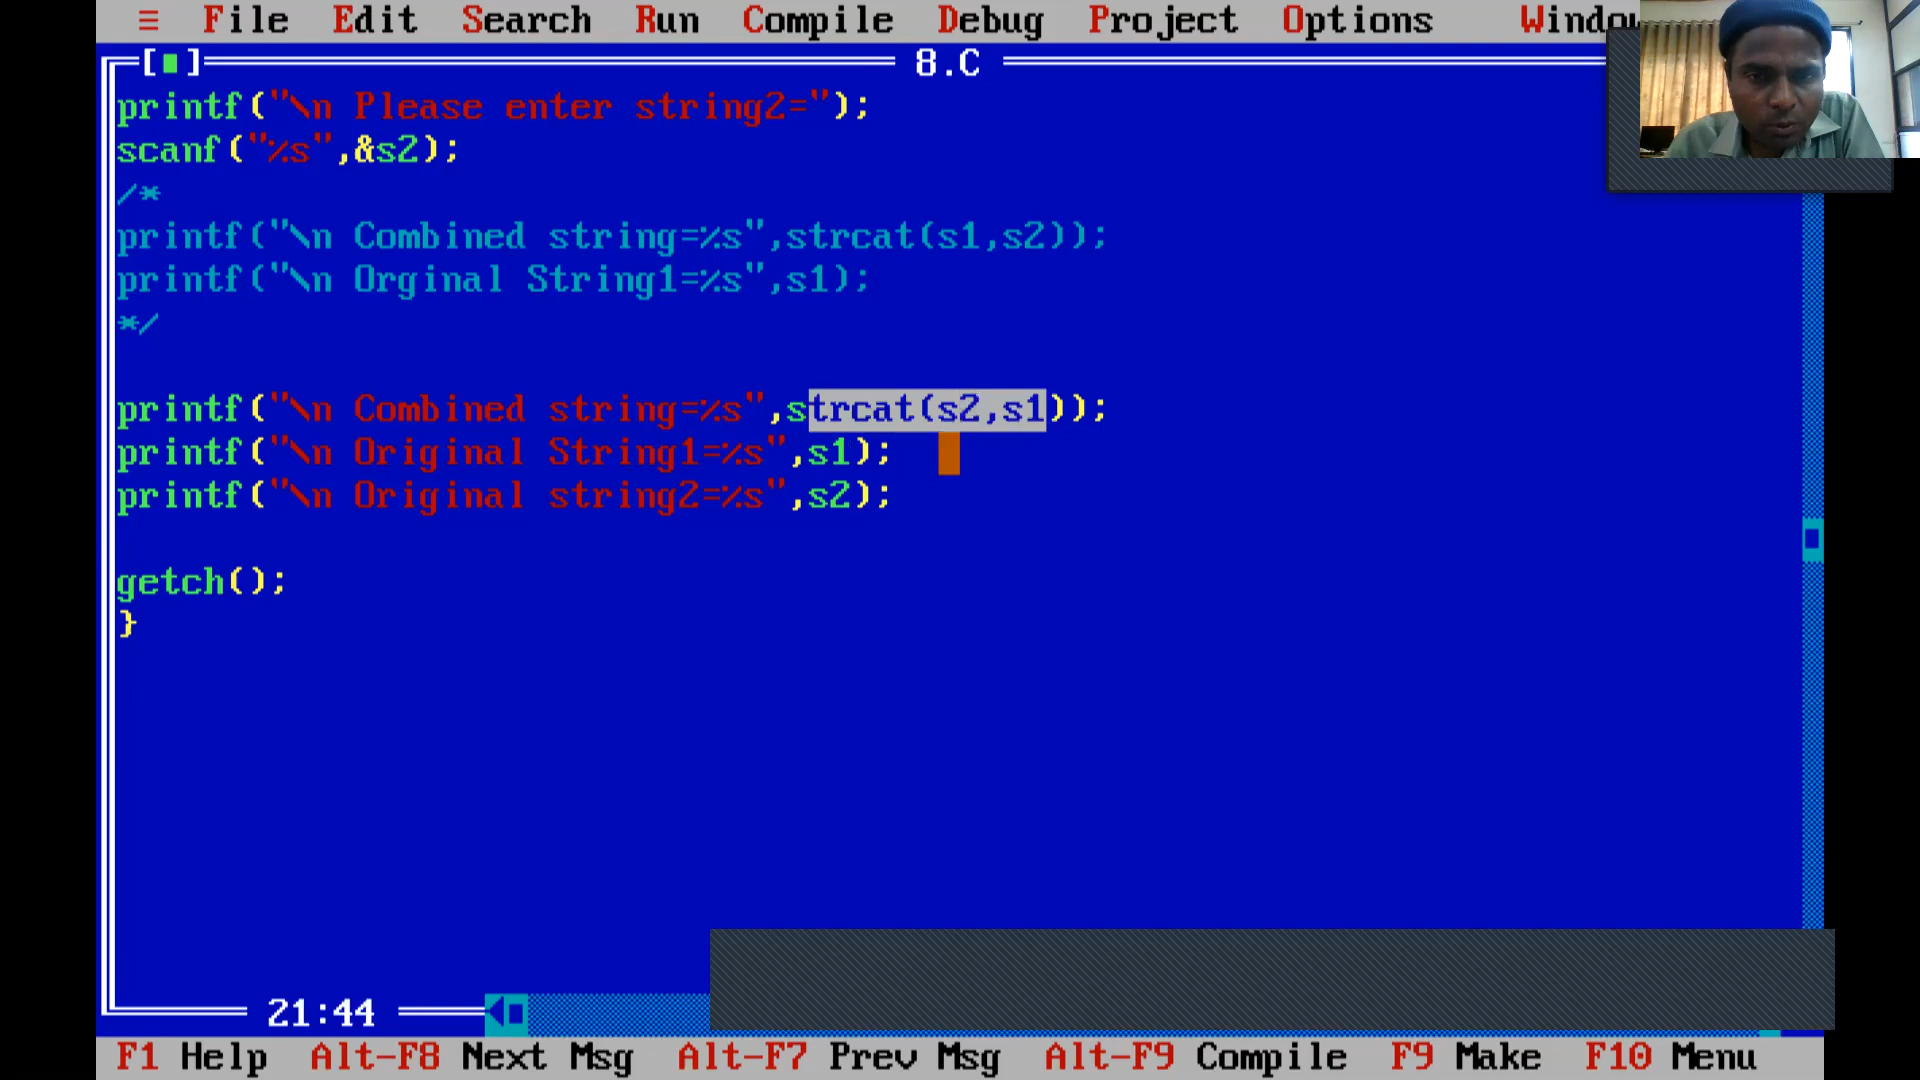 ≡ File Edit Search Run Compile Debug Project Options Windo
[■] 8.C
printf("\n Please enter string2=");
scanf("%s",&s2);
/*
printf("\n Combined string=%s",strcat(s1,s2));
printf("\n Orginal String1=%s",s1);
*/
printf("\n Combined string=%s",strcat(s2,s1));
printf("\n Original String1=%s",s1);
printf("\n Original string2=%s",s2);
getch();
}
21:44
F1 Help Alt-F8 Next Msg Alt-F7 Prev Msg Alt-F9 Compile F9 Make F10 Menu